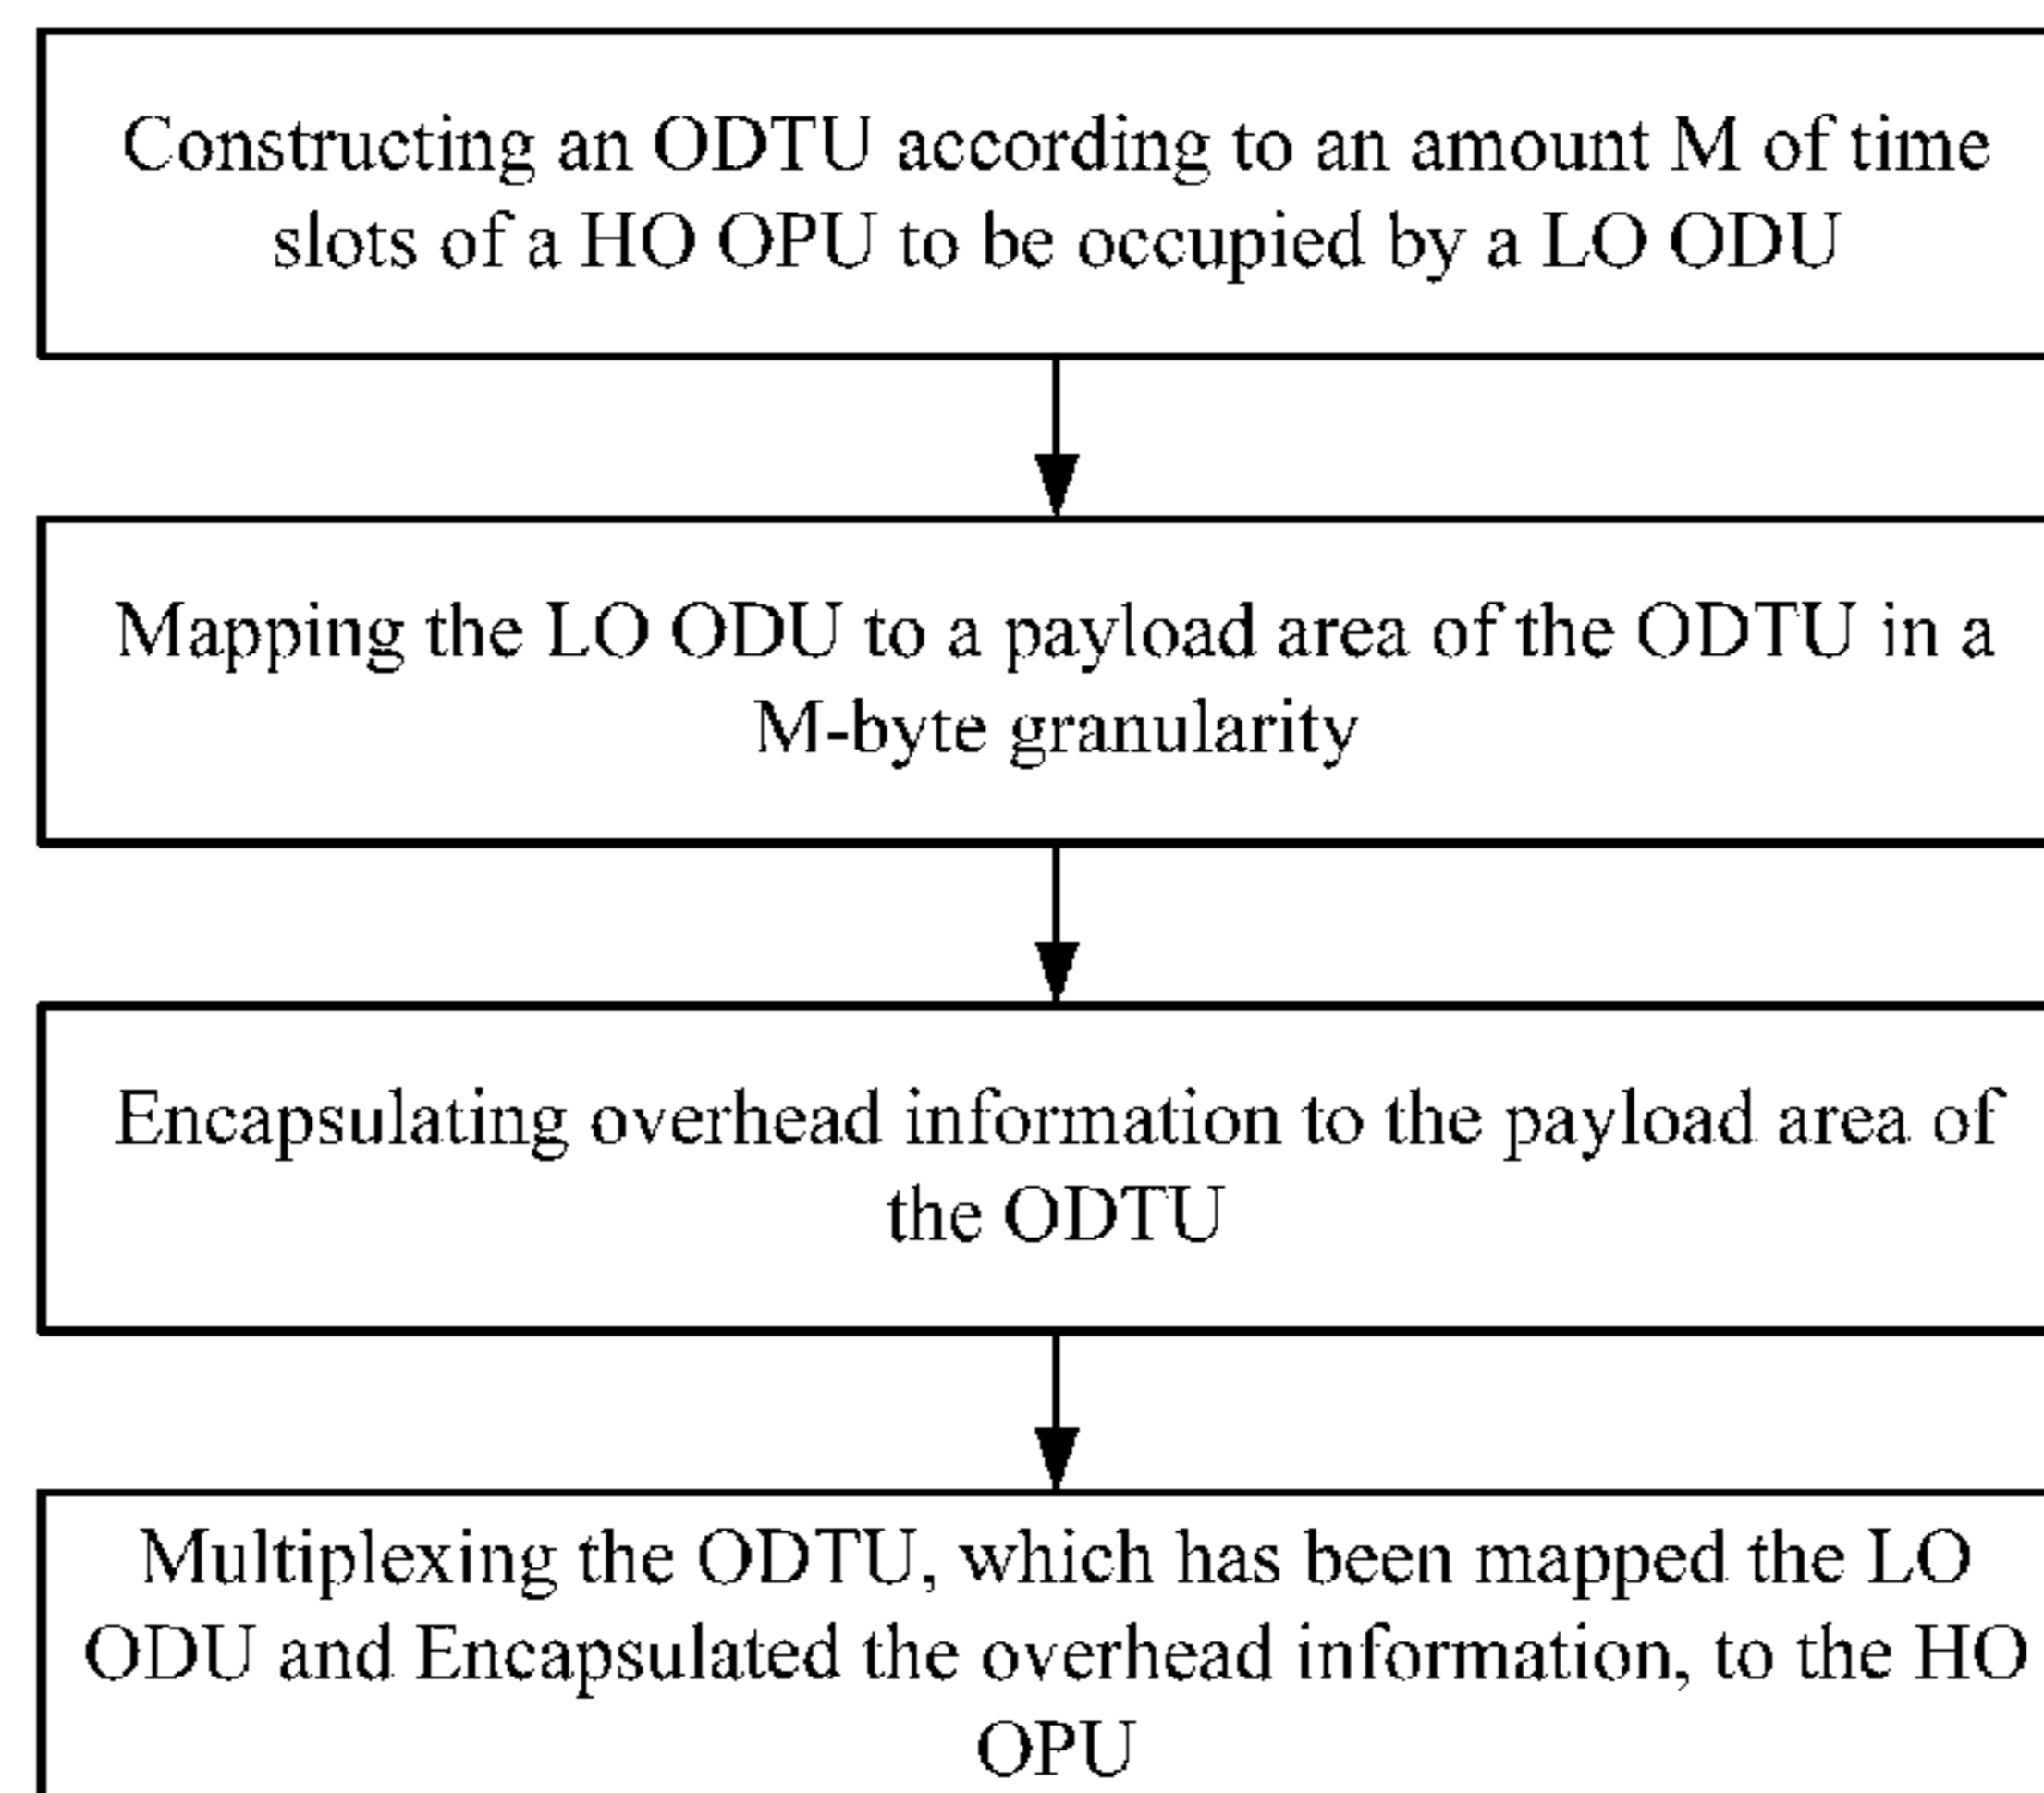 Constructing an ODTU according to an amount M of time
slots of a HO OPU to be occupied by a LO ODU
Mapping the LO ODU to a payload area of the ODTU in a
M-byte granularity
Encapsulating overhead information to the payload area of
the ODTU
Multiplexing the ODTU, which has been mapped the LO
ODU and Encapsulated the overhead information, to the HO
OPU